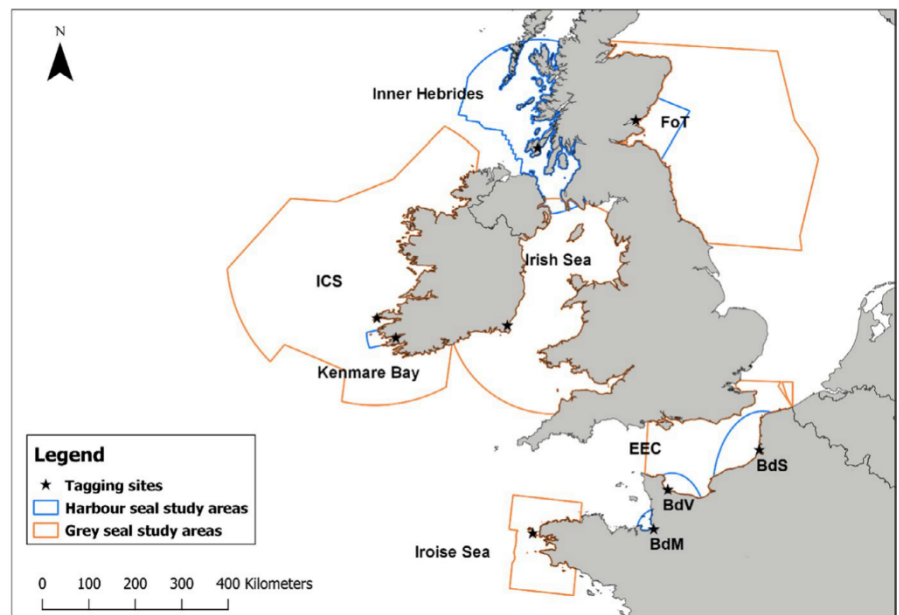 N
Inner Hebrides
FoT
Irish Sea
ICS
Kenmare Bay
EEC
BdS
BdV
BdM
Iroise Sea
Legend
Tagging sites
Harbour seal study areas
Grey seal study areas
0 100 200 300 400 Kilometers